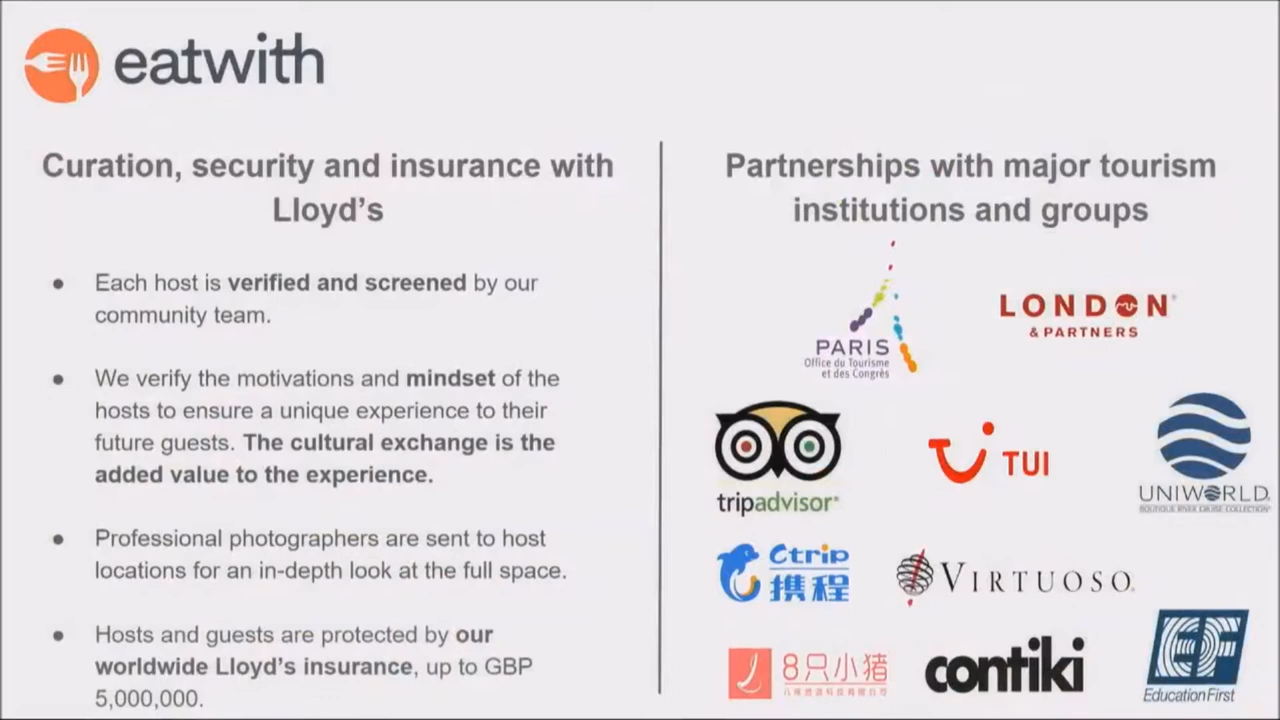 eatwith
Curation, security and insurance with
Lloyd's
● Each host is verified and screened by our
community team.
● We verify the motivations and mindset of the
hosts to ensure a unique experience to their
future guests. The cultural exchange is the
added value to the experience.
● Professional photographers are sent to host
locations for an in-depth look at the full space.
● Hosts and guests are protected by our
worldwide Lloyd's insurance, up to GBP
5,000,000.
Partnerships with major tourism
institutions and groups
PARIS
Office du Tourisme
et des Congrès
LONDON
& PARTNERS
tripadvisor®
TUI
UNIWORLD
BOUTIQUE RIVER CRUISE COLLECTION
Ctrip
携程
VIRTUOSO
8只小猪
contiki
EF
Education First